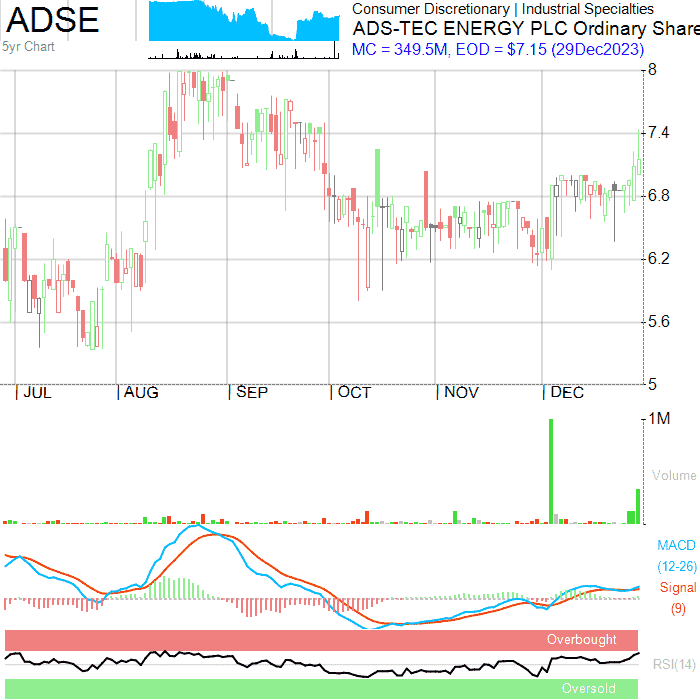 ADSE
5yr Chart
Consumer Discretionary | Industrial Specialties
ADS-TEC ENERGY PLC Ordinary Share
MC = 349.5M, EOD = $7.15 (29Dec2023)
8
7.4
6.8
6.2
5.6
5
JUL
AUG
SEP
OCT
NOV
DEC
1M
Volume
MACD
(12-26)
Signal
(9)
Overbought
RSI(14)
Oversold